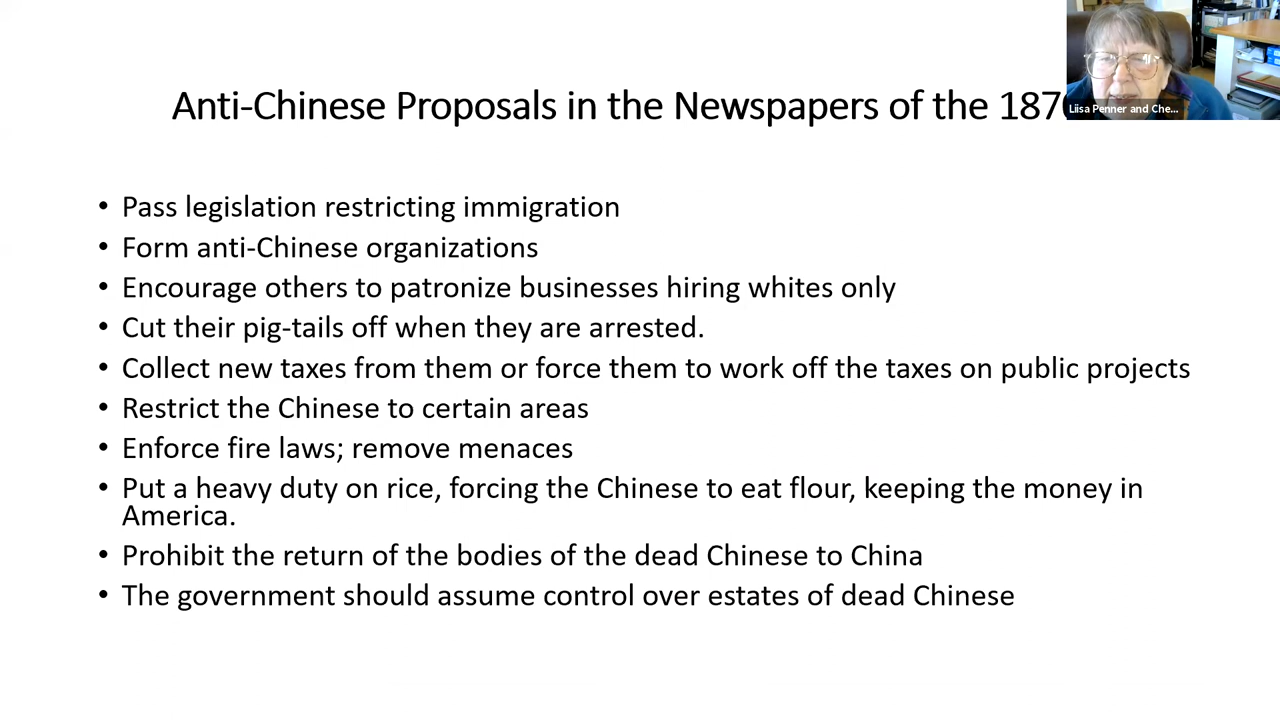 Anti-Chinese Proposals in the Newspapers of the 187
Liisa Penner and Che...
• Pass legislation restricting immigration
• Form anti-Chinese organizations
• Encourage others to patronize businesses hiring whites only
• Cut their pig-tails off when they are arrested.
• Collect new taxes from them or force them to work off the taxes on public projects
• Restrict the Chinese to certain areas
• Enforce fire laws; remove menaces
• Put a heavy duty on rice, forcing the Chinese to eat flour, keeping the money in
America.
• Prohibit the return of the bodies of the dead Chinese to China
• The government should assume control over estates of dead Chinese